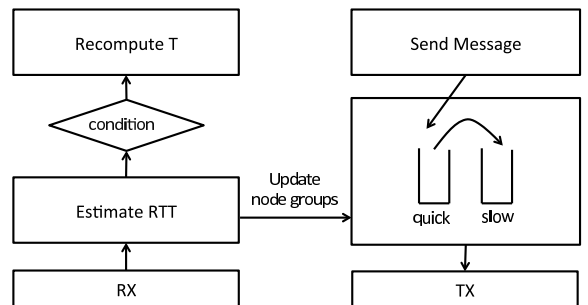 Recompute T
Send Message
condition
Update
node groups
Estimate RTT
quick
slow
RX
TX